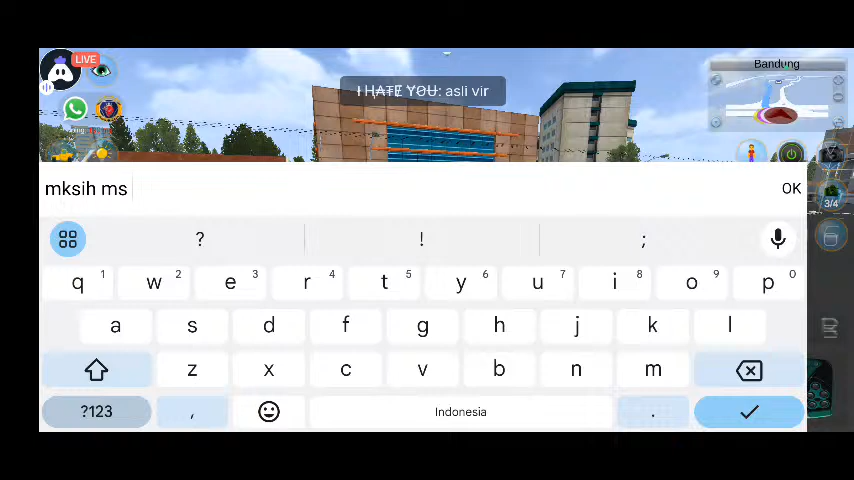 LIVE
Bandung
I HATE YOU: asli vir
3/4
mksih ms
OK
? ! ;
q 1 w 2 e 3 r 4 t 5 y 6 u 7 i 8 o 9 p 0
a s d f g h j k l
z x c v b n m
?123 , Indonesia .